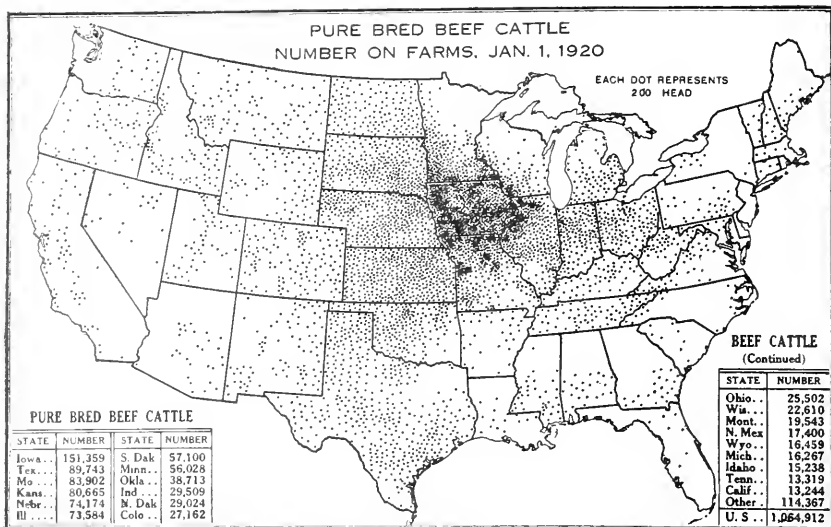 PURE BRED BEEF CATTLE
NUMBER ON FARMS, JAN. 1, 1920
EACH DOT REPRESENTS
200 HEAD
PURE BRED BEEF CATTLE
STATE NUMBER STATE NUMBER
Iowa.. 151,359 S. Dak 57,100
Tex... 89,743 Minn.. 56,028
Mo ... 83,902 Okla .. 38,713
Kans.. 80,665 Ind ... 29,509
Nebr.. 74,174 N. Dak 29,024
Ill .... 73,584 Colo .. 27,162
BEEF CATTLE
(Continued)
STATE NUMBER
Ohio. 25,502
Wis... 22,610
Mont.. 19,543
N. Mex 17,400
Wyo.. 16,459
Mich.. 16,267
Idaho . 15,238
Tenn.. 13,319
Calif.. 13,244
Other . 114,367
U. S .. 1,064,912